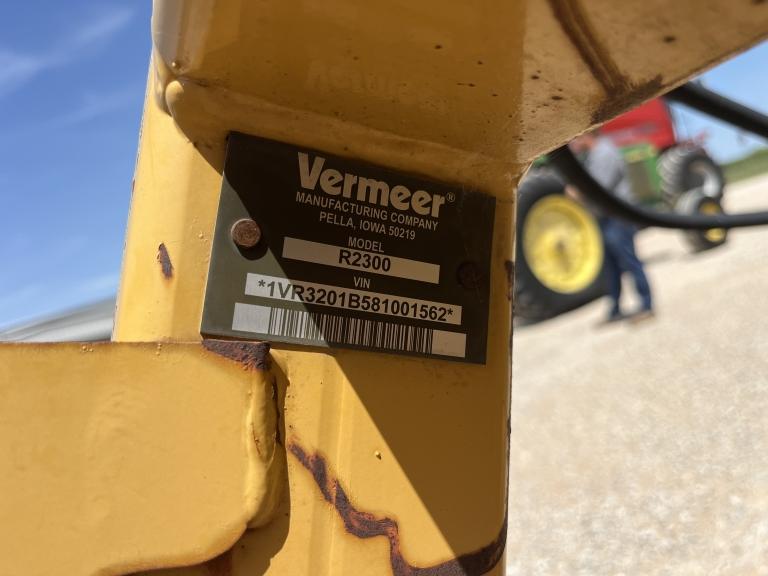 Vermeer®
MANUFACTURING COMPANY
PELLA, IOWA 50219
MODEL
R2300
VIN
*1VR3201B581001562*